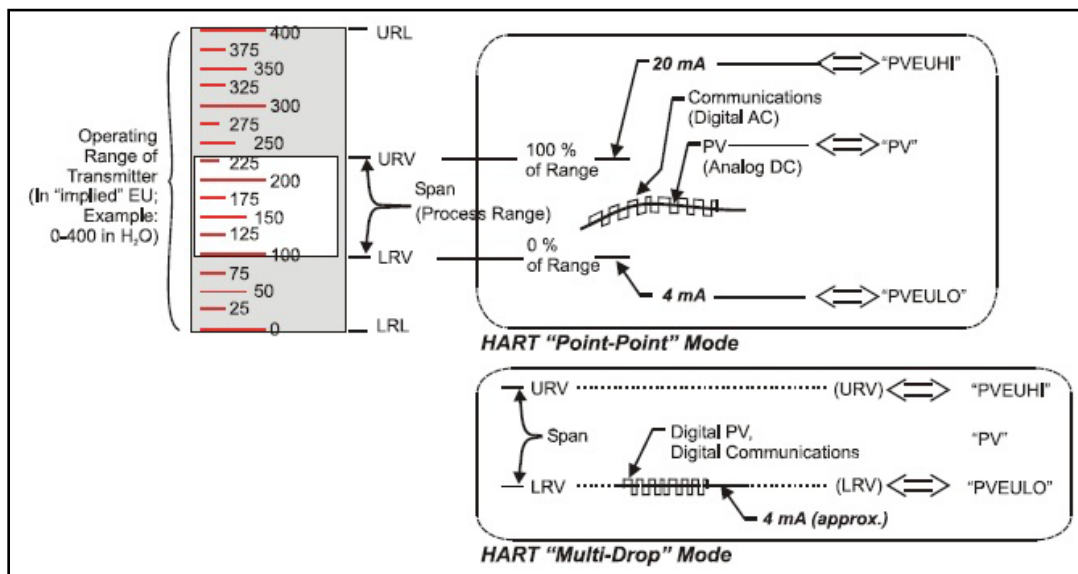 400
375
350
325
300
275
250
225
200
175
150
125
100
75
50
25
0
Operating
Range of
Transmitter
(In "implied" EU;
Example:
0-400 in H₂O)
URL
URV
Span
(Process Range)
LRV
LRL
20 mA
"PVEUHI"
Communications
(Digital AC)
100 %
of Range
PV
(Analog DC)
"PV"
0 %
of Range
4 mA
"PVEULO"
HART "Point-Point" Mode
URV
(URV)
"PVEUHI"
Span
Digital PV,
Digital Communications
"PV"
LRV
(LRV)
"PVEULO"
4 mA (approx.)
HART "Multi-Drop" Mode